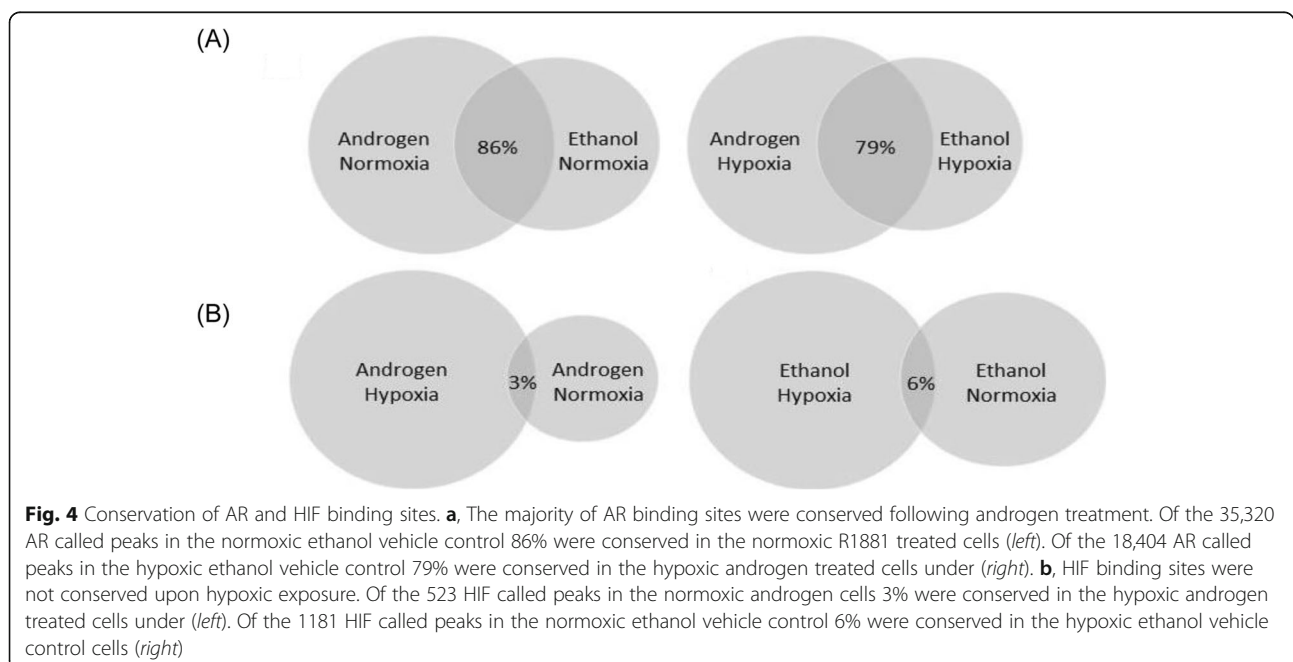 (A)
Androgen
Normoxia
86%
Ethanol
Normoxia
Androgen
Hypoxia
79%
Ethanol
Hypoxia
(B)
Androgen
Hypoxia
3%
Androgen
Normoxia
Ethanol
Hypoxia
6%
Ethanol
Normoxia
Fig. 4 Conservation of AR and HIF binding sites. a, The majority of AR binding sites were conserved following androgen treatment. Of the 35,320
AR called peaks in the normoxic ethanol vehicle control 86% were conserved in the normoxic R1881 treated cells (left). Of the 18,404 AR called
peaks in the hypoxic ethanol vehicle control 79% were conserved in the hypoxic androgen treated cells under (right). b, HIF binding sites were
not conserved upon hypoxic exposure. Of the 523 HIF called peaks in the normoxic androgen cells 3% were conserved in the hypoxic androgen
treated cells under (left). Of the 1181 HIF called peaks in the normoxic ethanol vehicle control 6% were conserved in the hypoxic ethanol vehicle
control cells (right)